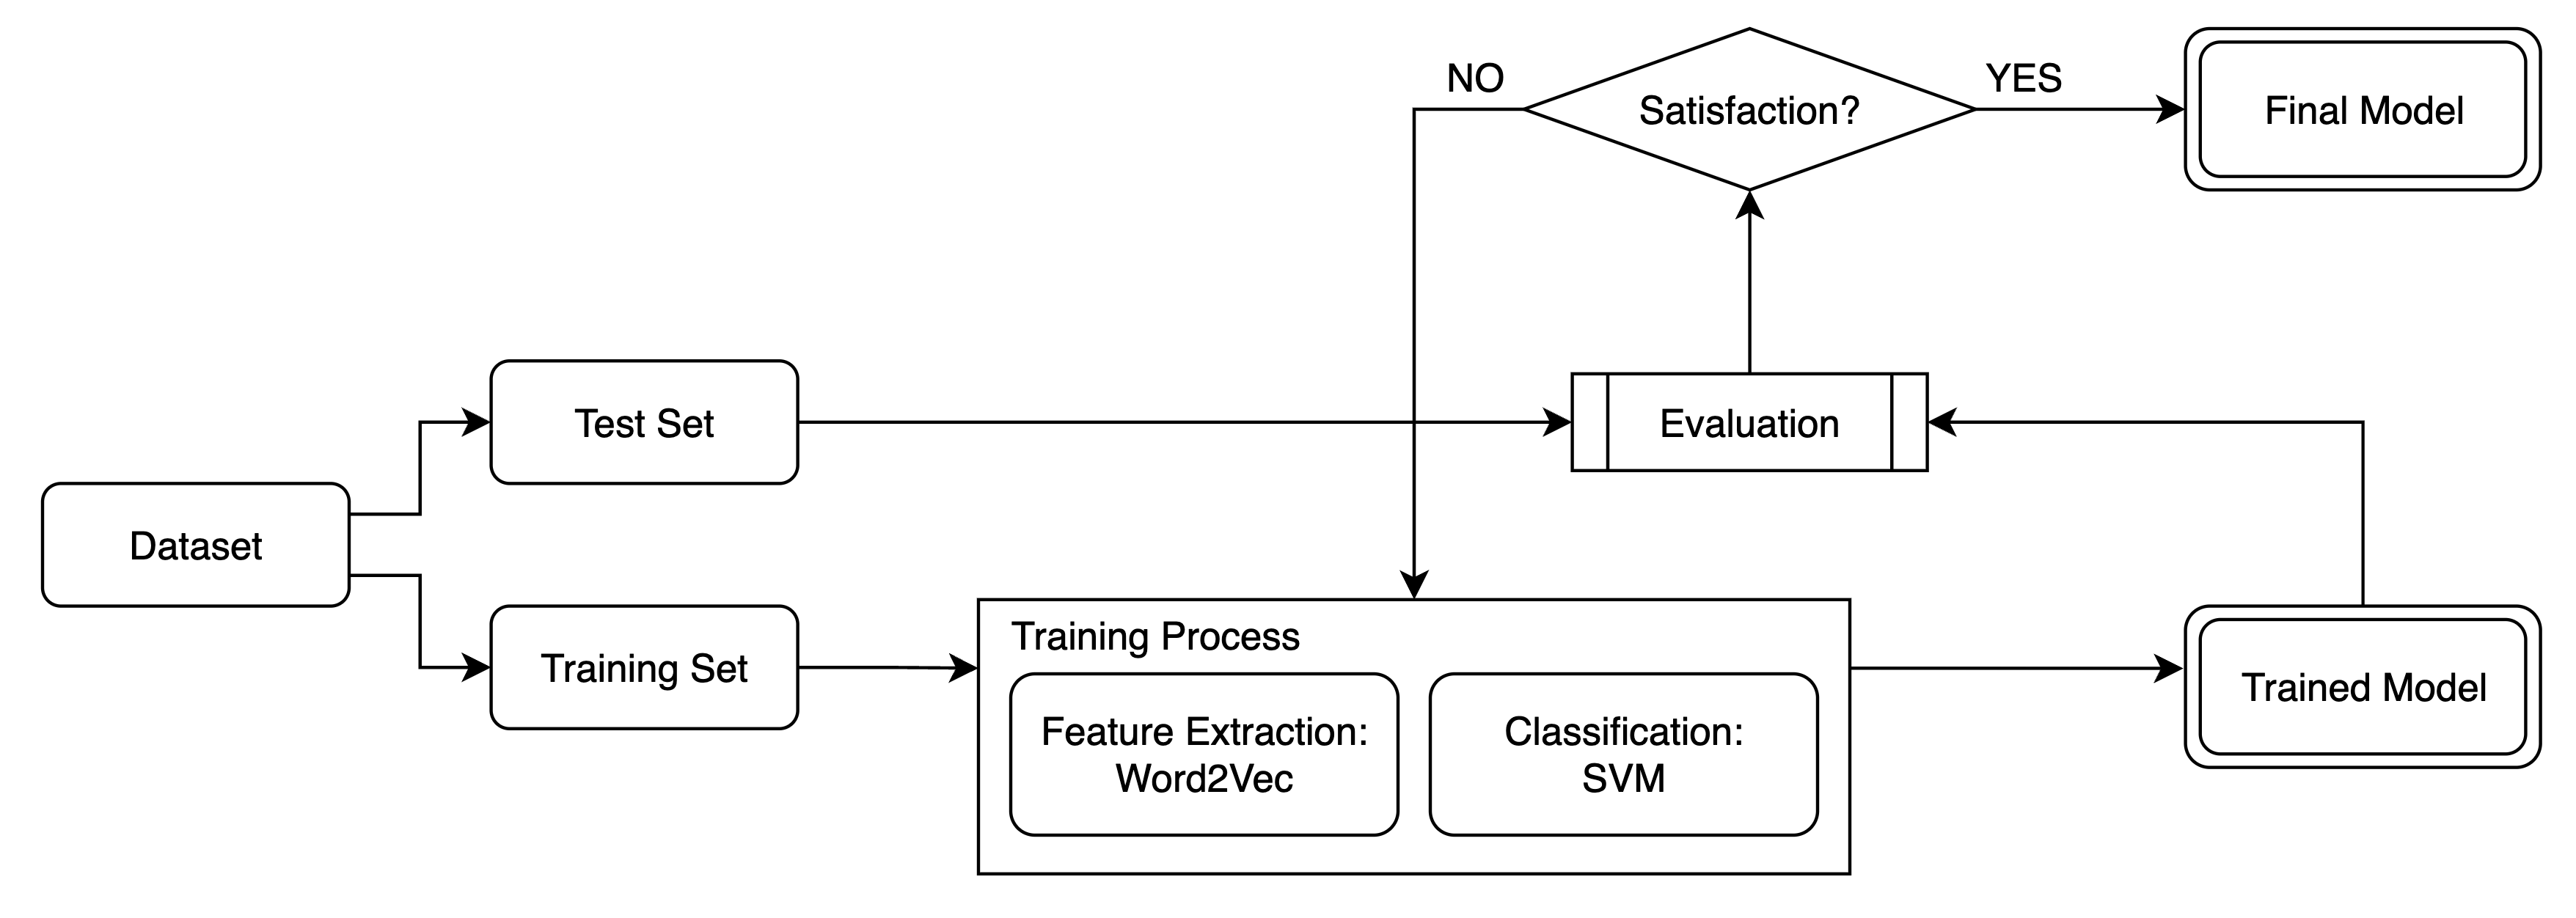 NO
Satisfaction?
YES
Final Model
Test Set
Evaluation
Dataset
Training Set
Training Process
Feature Extraction:
Word2Vec
Classification:
SVM
Trained Model